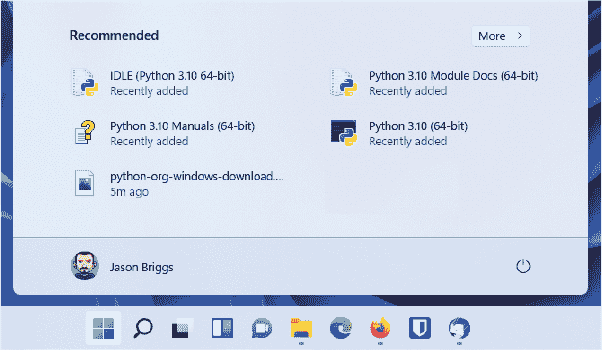 Recommended
More
IDLE (Python 3.10 64-bit)
Recently added
Python 3.10 Module Docs (64-bit)
Recently added
Python 3.10 Manuals (64-bit)
Recently added
Python 3.10 (64-bit)
Recently added
python-org-windows-download....
5m ago
Jason Briggs